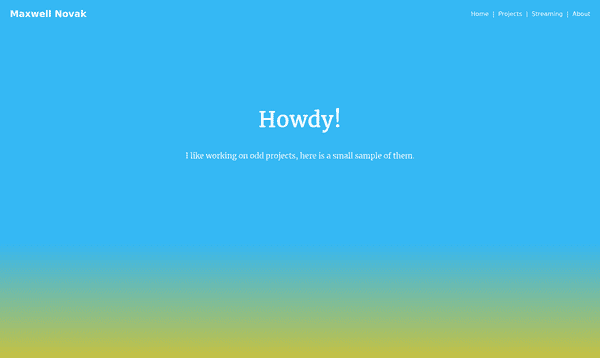 Maxwell Novak
Home | Projects | Streaming | About
Howdy!
I like working on odd projects, here is a small sample of them.